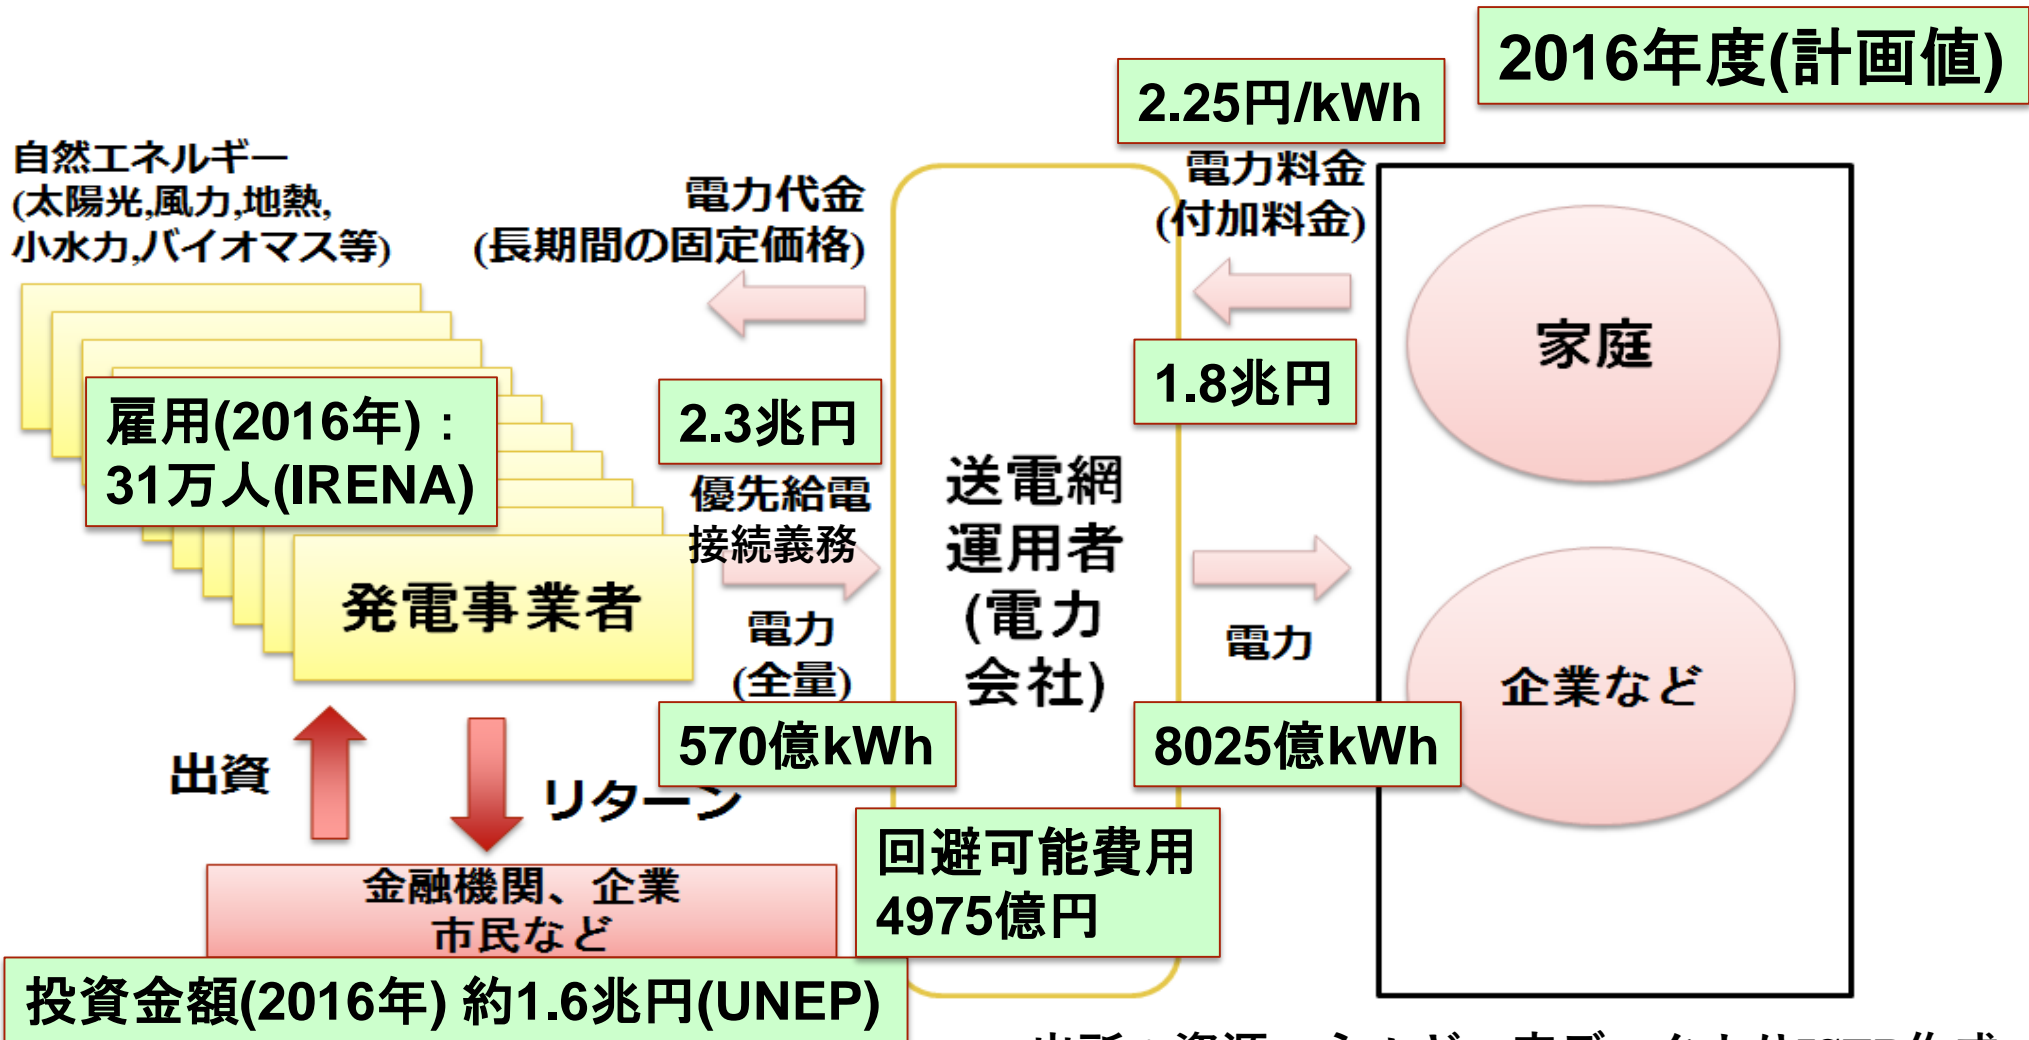 2016年度(計画値)
2.25円/kWh
自然エネルギー
(太陽光,風力,地熱,
小水力,バイオマス等)
電力代金
(長期間の固定価格)
電力料金
(付加料金)
家庭
1.8兆円
2.3兆円
雇用(2016年)：
31万人(IRENA)
優先給電
接続義務
送電網
運用者
(電力
会社)
発電事業者
電力
(全量)
電力
企業など
570億kWh
8025億kWh
出資
リターン
回避可能費用
4975億円
金融機関、企業
市民など
投資金額(2016年) 約1.6兆円(UNEP)